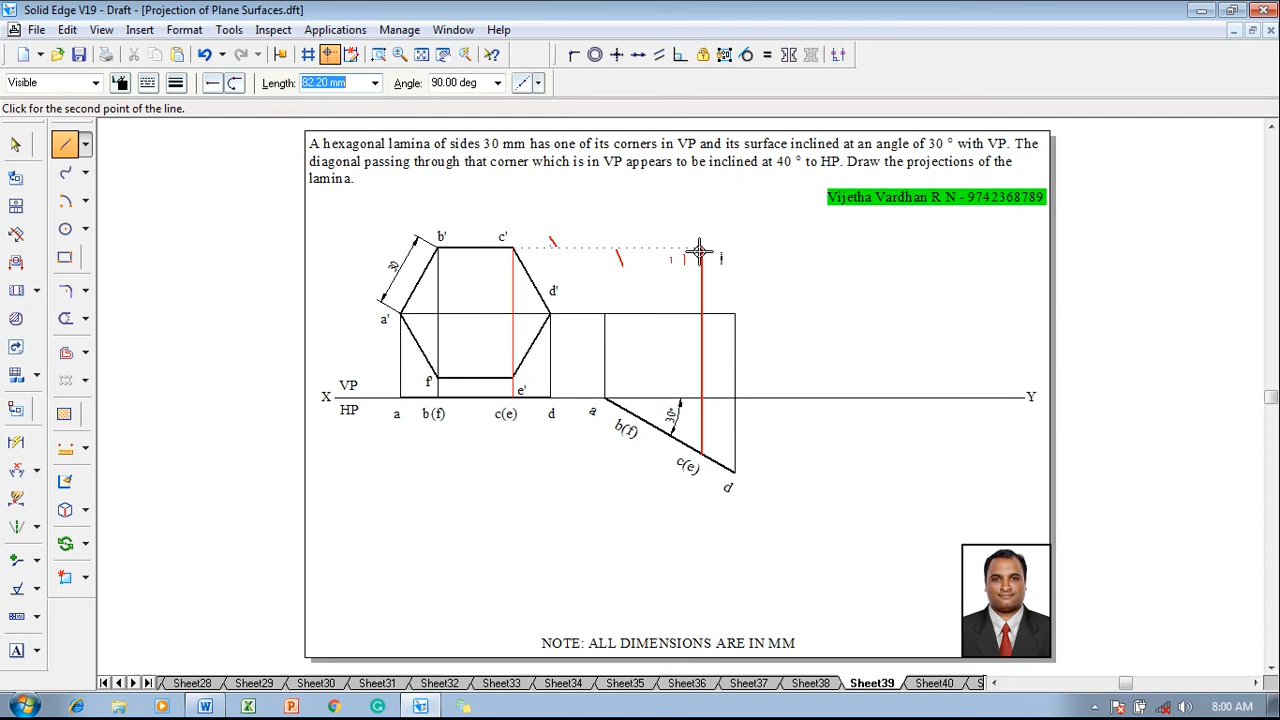 Solid Edge V19 - Draft - [Projection of Plane Surfaces.dft]
File Edit View Insert Format Tools Inspect Applications Manage Window Help
Visible Length: 82.20 mm Angle: 90.00 deg
Click for the second point of the line.
A hexagonal lamina of sides 30 mm has one of its corners in VP and its surface inclined at an angle of 30 ° with VP. The
diagonal passing through that corner which is in VP appears to be inclined at 40 ° to HP. Draw the projections of the
lamina.
Vijetha Vardhan R N - 9742368789
b' c'
30
d'
a'
f'
e'
VP
X Y
HP
a b(f) c(e) d
a
30°
b(f)
c(e)
d
NOTE: ALL DIMENSIONS ARE IN MM
Sheet28 Sheet29 Sheet30 Sheet31 Sheet32 Sheet33 Sheet34 Sheet35 Sheet36 Sheet37 Sheet38 Sheet39 Sheet40 S
8:00 AM